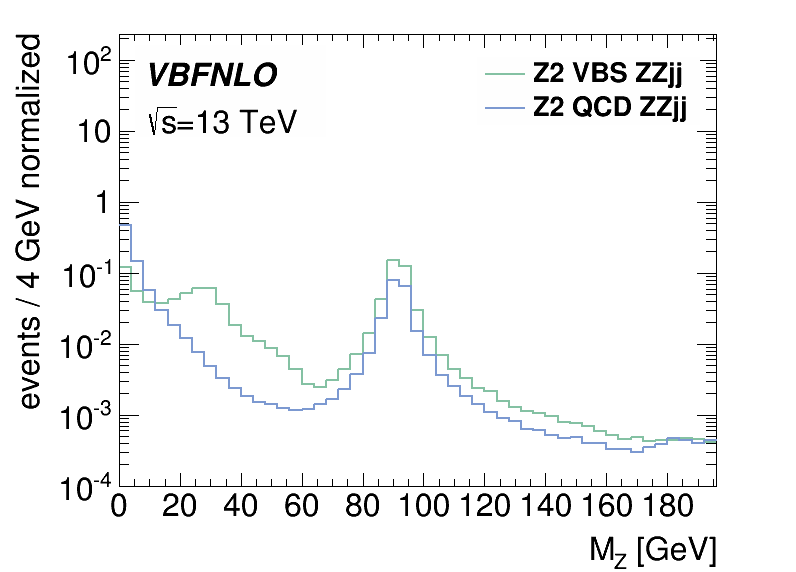 events / 4 GeV normalized
VBFNLO
√s=13 TeV
Z2 VBS ZZjj
Z2 QCD ZZjj
10²
10
1
10⁻¹
10⁻²
10⁻³
10⁻⁴
0 20 40 60 80 100 120 140 160 180
M_Z [GeV]